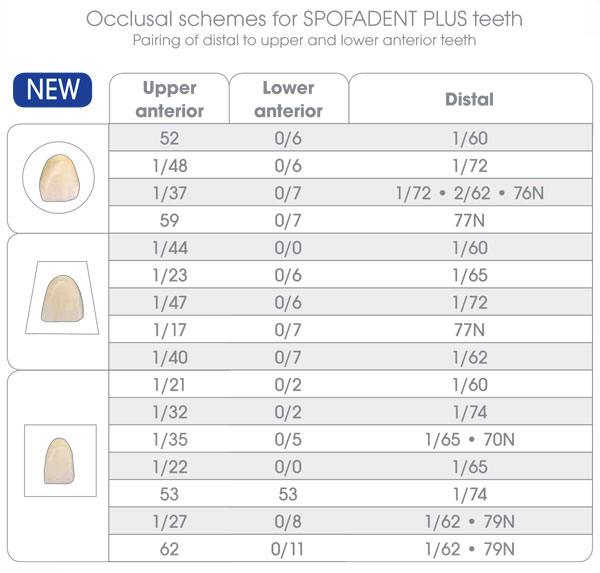 Occlusal schemes for SPOFADENT PLUS teeth
Pairing of distal to upper and lower anterior teeth
NEW
Upper anterior Lower anterior Distal
52 0/6 1/60
1/48 0/6 1/72
1/37 0/7 1/72 • 2/62 • 76N
59 0/7 77N
1/44 0/0 1/60
1/23 0/6 1/65
1/47 0/6 1/72
1/17 0/7 77N
1/40 0/7 1/62
1/21 0/2 1/60
1/32 0/2 1/74
1/35 0/5 1/65 • 70N
1/22 0/0 1/65
53 53 1/74
1/27 0/8 1/62 • 79N
62 0/11 1/62 • 79N